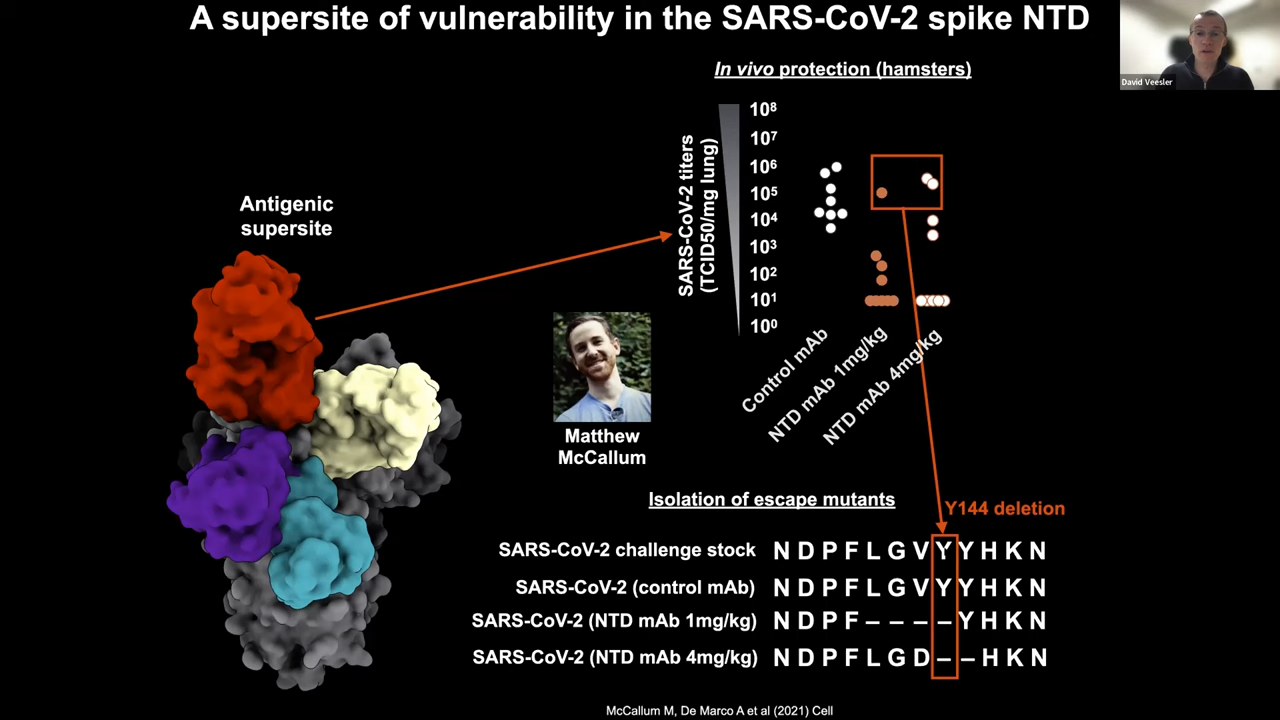 A supersite of vulnerability in the SARS-CoV-2 spike NTD
David Veesler
In vivo protection (hamsters)
SARS-CoV-2 titers
(TCID50/mg lung)
10⁸
10⁷
10⁶
10⁵
10⁴
10³
10²
10¹
10⁰
Control mAb
NTD mAb 1mg/kg
NTD mAb 4mg/kg
Antigenic
supersite
Matthew
McCallum
Isolation of escape mutants
Y144 deletion
SARS-CoV-2 challenge stock N D P F L G V Y Y H K N
SARS-CoV-2 (control mAb) N D P F L G V Y Y H K N
SARS-CoV-2 (NTD mAb 1mg/kg) N D P F – – – – Y H K N
SARS-CoV-2 (NTD mAb 4mg/kg) N D P F L G D – – H K N
McCallum M, De Marco A et al (2021) Cell